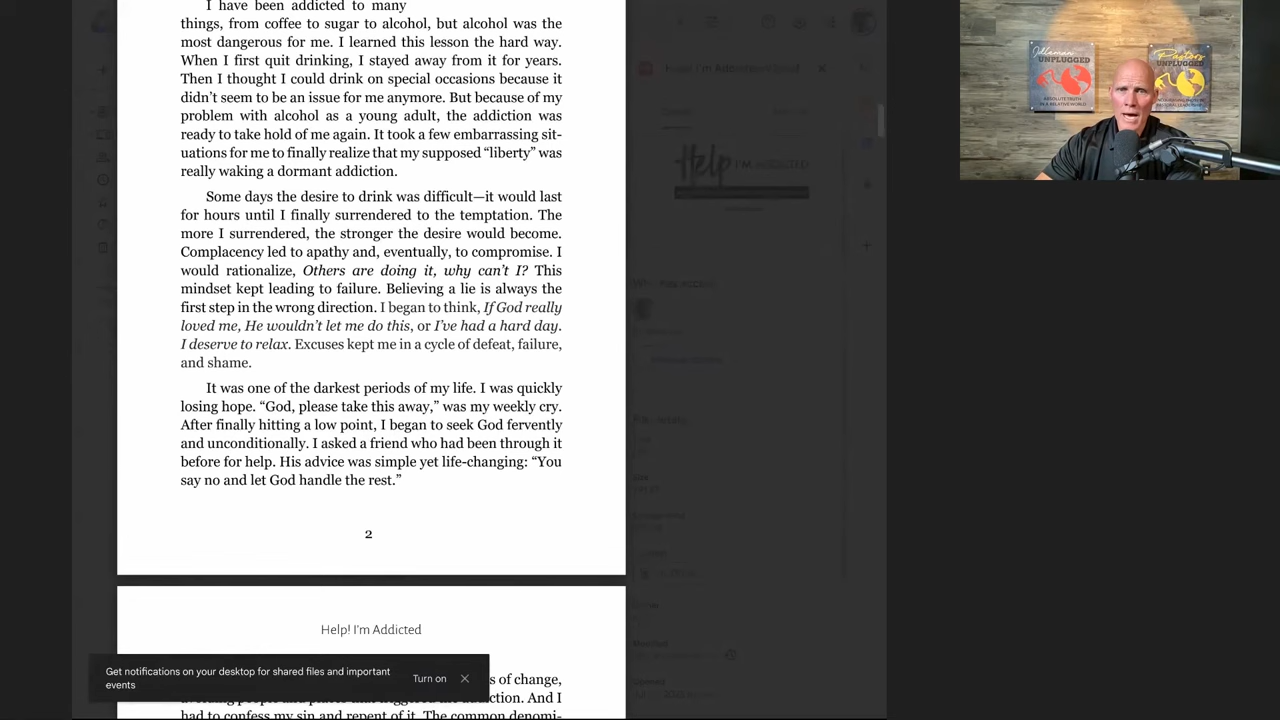 I have been addicted to many
things, from coffee to sugar to alcohol, but alcohol was the
most dangerous for me. I learned this lesson the hard way.
When I first quit drinking, I stayed away from it for years.
Then I thought I could drink on special occasions because it
didn’t seem to be an issue for me anymore. But because of my
problem with alcohol as a young adult, the addiction was
ready to take hold of me again. It took a few embarrassing sit-
uations for me to finally realize that my supposed “liberty” was
really waking a dormant addiction.
Some days the desire to drink was difficult—it would last
for hours until I finally surrendered to the temptation. The
more I surrendered, the stronger the desire would become.
Complacency led to apathy and, eventually, to compromise. I
would rationalize, Others are doing it, why can’t I? This
mindset kept leading to failure. Believing a lie is always the
first step in the wrong direction. I began to think, If God really
loved me, He wouldn’t let me do this, or I’ve had a hard day.
I deserve to relax. Excuses kept me in a cycle of defeat, failure,
and shame.
It was one of the darkest periods of my life. I was quickly
losing hope. “God, please take this away,” was my weekly cry.
After finally hitting a low point, I began to seek God fervently
and unconditionally. I asked a friend who had been through it
before for help. His advice was simple yet life-changing: “You
say no and let God handle the rest.”
2
Help! I'm Addicted
s of change,
And I
had to confess my sin and repent of it. The common denomi-
Get notifications on your desktop for shared files and important
events
Turn on
Help I'M ADDICTED
Size
Idleman
UNPLUGGED
ABSOLUTE TRUTH
IN A RELATIVE WORLD
Pastors
UNPLUGGED